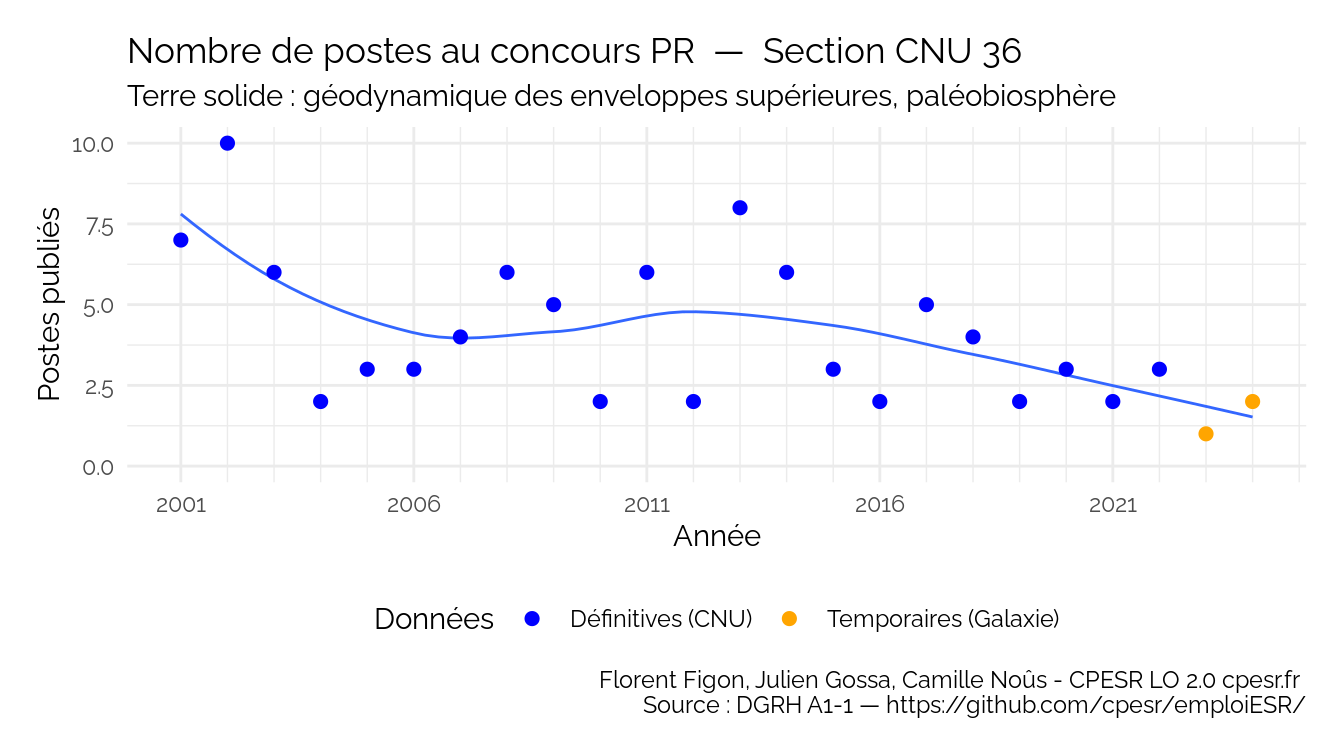 Nombre de postes au concours PR — Section CNU 36
Terre solide : géodynamique des enveloppes supérieures, paléobiosphère
Postes publiés
10.0
7.5
5.0
2.5
0.0
2001 2006 2011 2016 2021
Année
Données Définitives (CNU) Temporaires (Galaxie)
Florent Figon, Julien Gossa, Camille Noûs - CPESR LO 2.0 cpesr.fr
Source : DGRH A1-1 — https://github.com/cpesr/emploiESR/